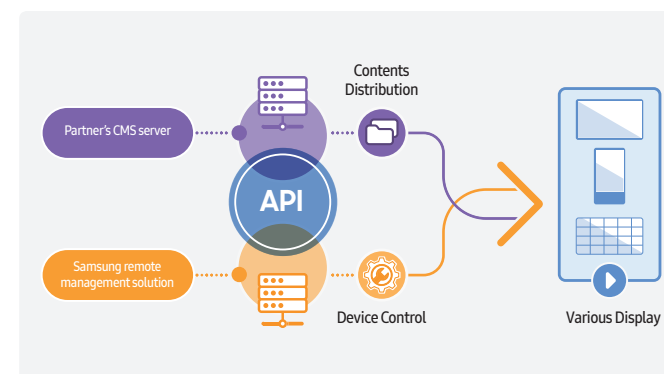 Contents
Distribution
Partner's CMS server
API
Samsung remote
management solution
Device Control
Various Display